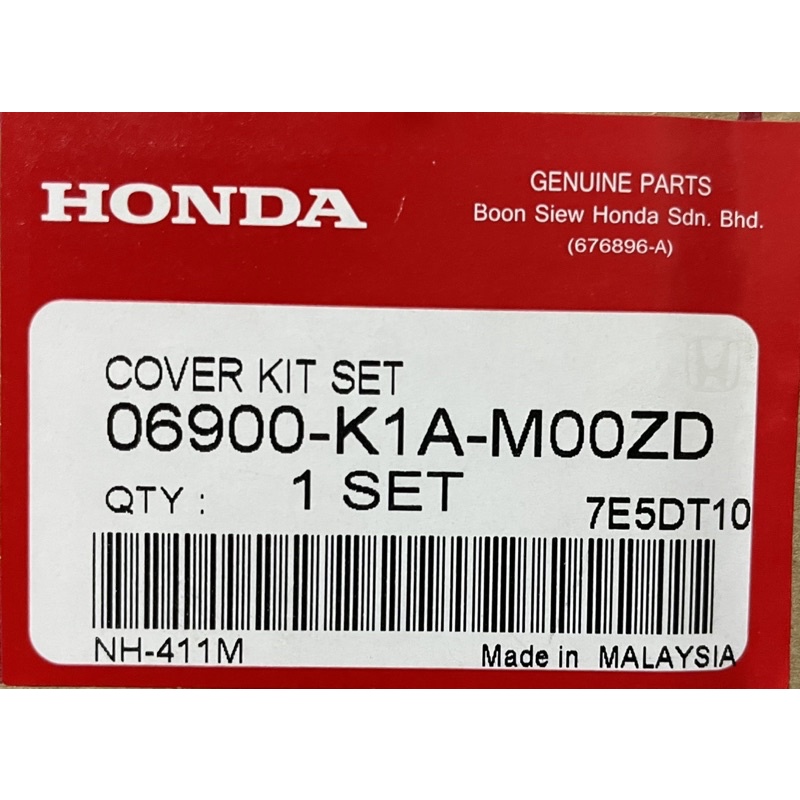 HONDA
GENUINE PARTS
Boon Siew Honda Sdn. Bhd.
(676896-A)
COVER KIT SET
06900-K1A-M00ZD
QTY : 1 SET
7E5DT10
NH-411M
Made in MALAYSIA